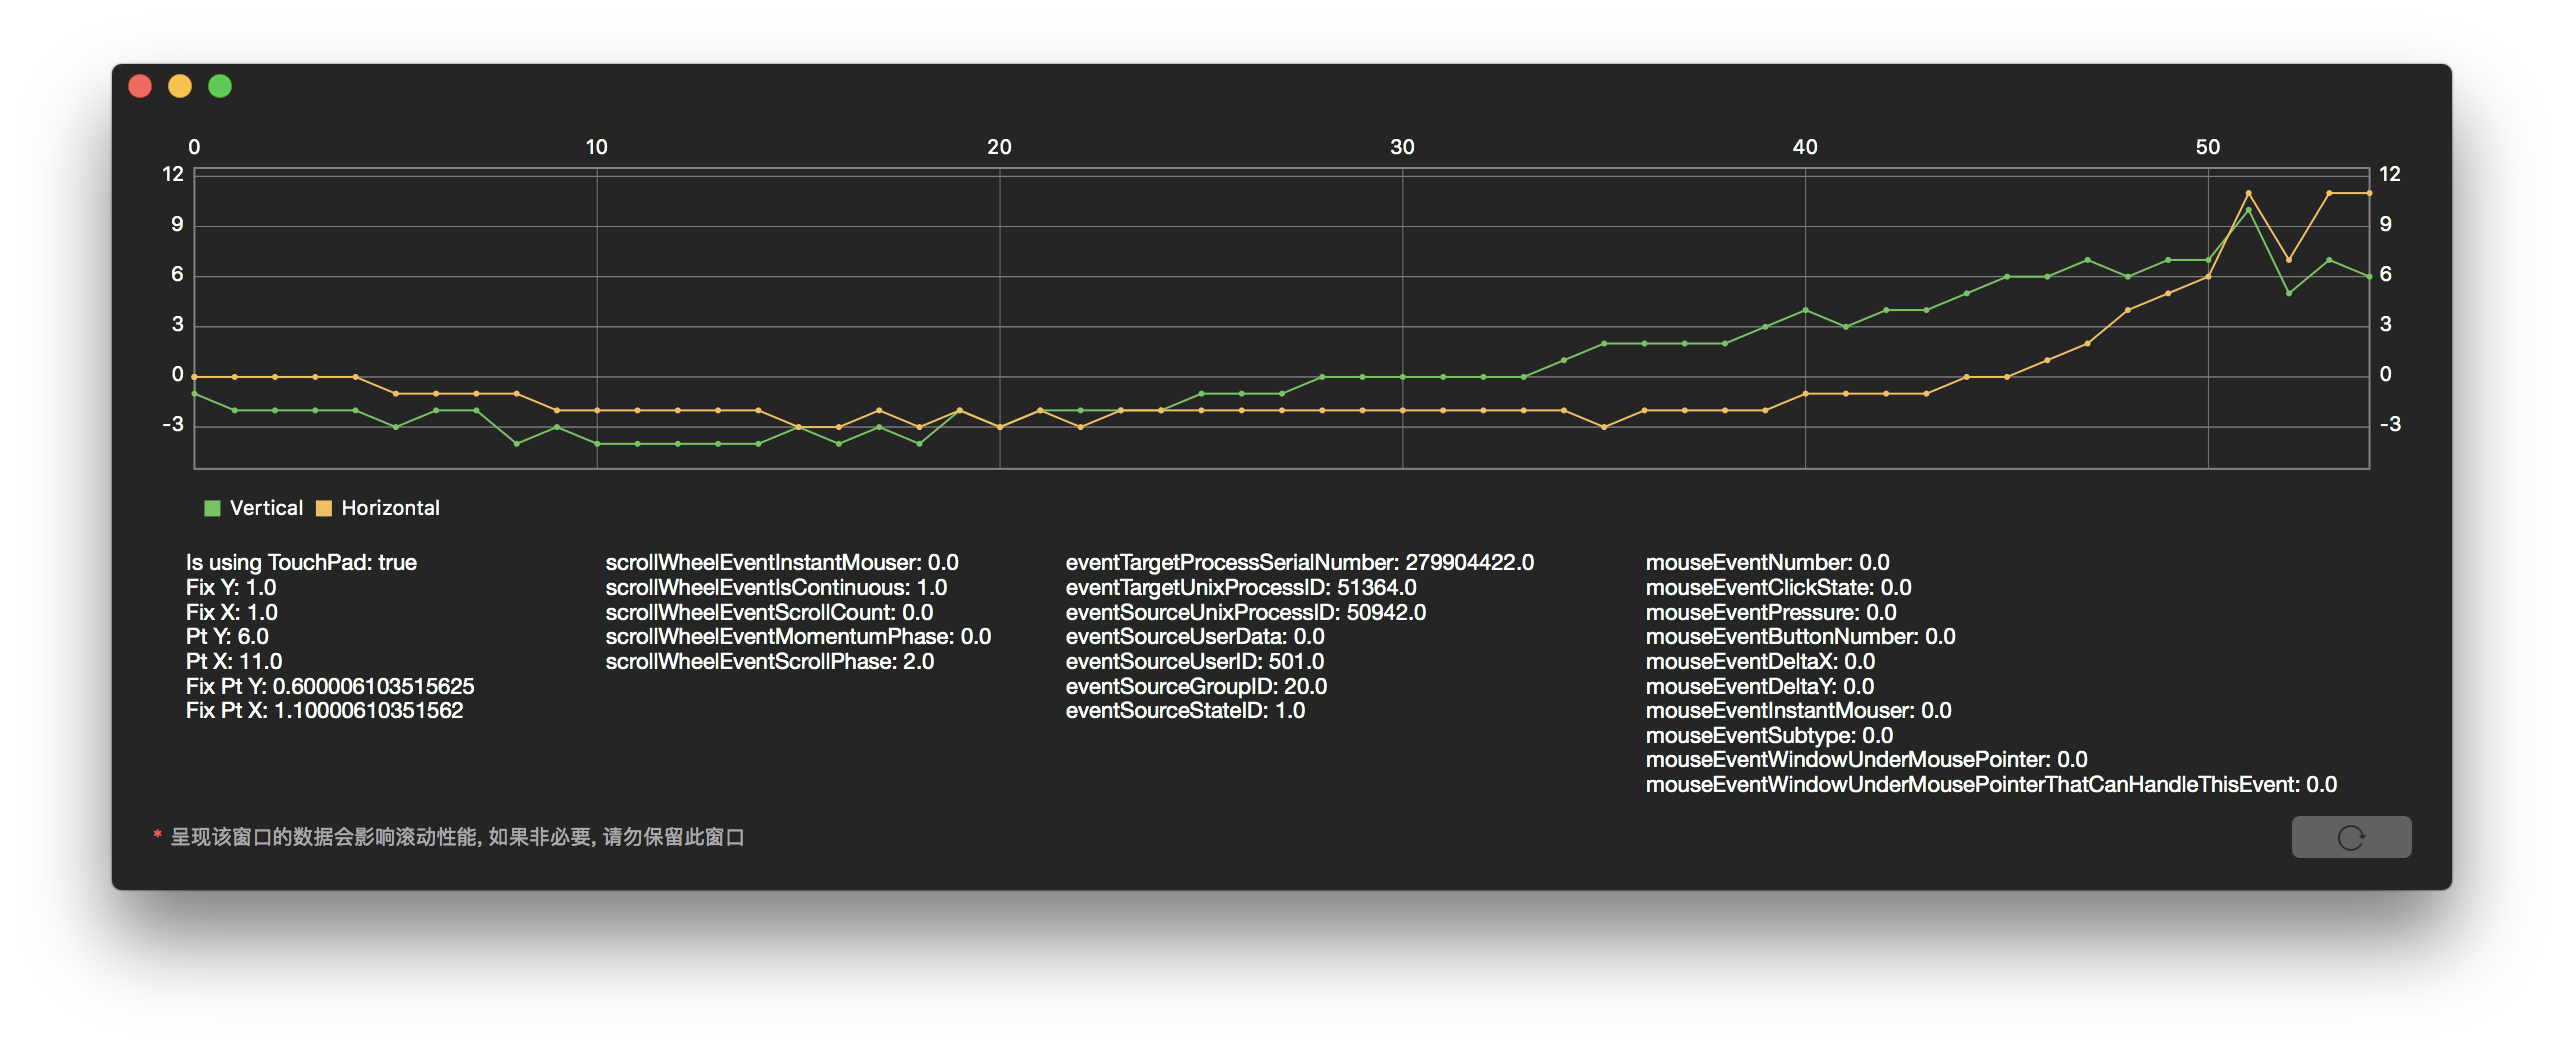 0 10 20 30 40 50
12 12
9 9
6 6
3 3
0 0
-3 -3
Vertical Horizontal
Is using TouchPad: true
Fix Y: 1.0
Fix X: 1.0
Pt Y: 6.0
Pt X: 11.0
Fix Pt Y: 0.600006103515625
Fix Pt X: 1.10000610351562
scrollWheelEventInstantMouser: 0.0
scrollWheelEventIsContinuous: 1.0
scrollWheelEventScrollCount: 0.0
scrollWheelEventMomentumPhase: 0.0
scrollWheelEventScrollPhase: 2.0
eventTargetProcessSerialNumber: 279904422.0
eventTargetUnixProcessID: 51364.0
eventSourceUnixProcessID: 50942.0
eventSourceUserData: 0.0
eventSourceUserID: 501.0
eventSourceGroupID: 20.0
eventSourceStateID: 1.0
mouseEventNumber: 0.0
mouseEventClickState: 0.0
mouseEventPressure: 0.0
mouseEventButtonNumber: 0.0
mouseEventDeltaX: 0.0
mouseEventDeltaY: 0.0
mouseEventInstantMouser: 0.0
mouseEventSubtype: 0.0
mouseEventWindowUnderMousePointer: 0.0
mouseEventWindowUnderMousePointerThatCanHandleThisEvent: 0.0
* 呈现该窗口的数据会影响滚动性能, 如果非必要, 请勿保留此窗口